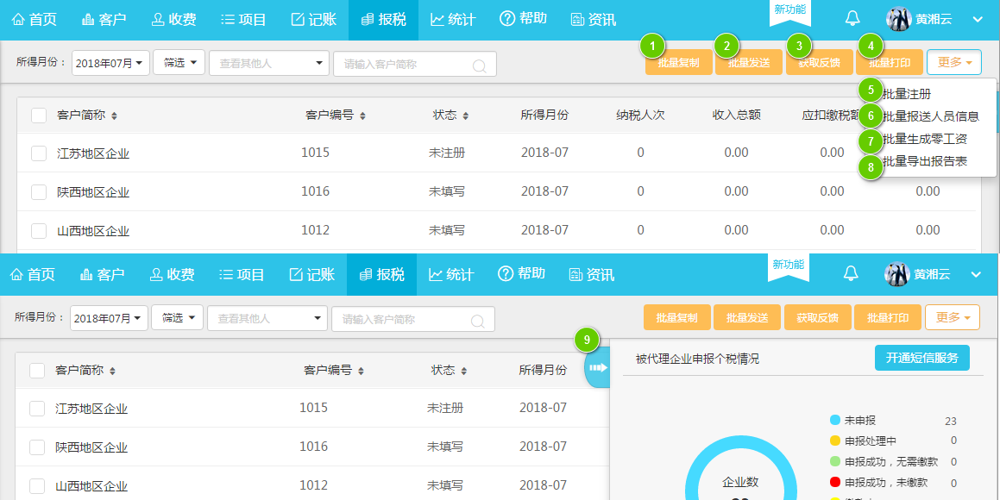 首页 客户 收费 项目 记账 报税 统计 帮助 资讯 新功能 黄湘云
1 2 3 4
所得月份： 2018年07月 筛选 查看其他人 请输入客户简称 批量复制 批量发送 获取反馈 批量打印 更多
5 批量注册
客户简称 客户编号 状态 所得月份 纳税人次 收入总额 应扣缴税额
6 批量报送人员信息
7 批量生成零工资
江苏地区企业 1015 未注册 2018-07 0 0.00 0.00
8 批量导出报告表
陕西地区企业 1016 未填写 2018-07 0 0.00 0.00 0.00
山西地区企业 1012 未填写 2018-07 0 0.00 0.00 0.00
首页 客户 收费 项目 记账 报税 统计 帮助 资讯 新功能 黄湘云
所得月份： 2018年07月 筛选 查看其他人 请输入客户简称 批量复制 批量发送 获取反馈 批量打印 更多
9
被代理企业申报个税情况 开通短信服务
客户简称 客户编号 状态 所得月份
江苏地区企业 1015 未注册 2018-07
未申报 23
申报处理中 0
陕西地区企业 1016 未填写 2018-07
申报成功，无需缴款 0
申报成功，未缴款 0
企业数
山西地区企业 1012 未填写 2018-07